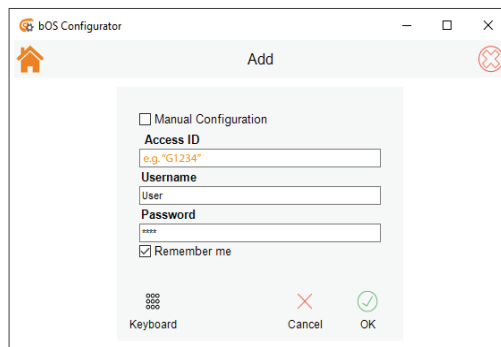 bOS Configurator
Add
Manual Configuration
Access ID
e.g. "G1234"
Username
User
Password
****
Remember me
Keyboard
Cancel
OK